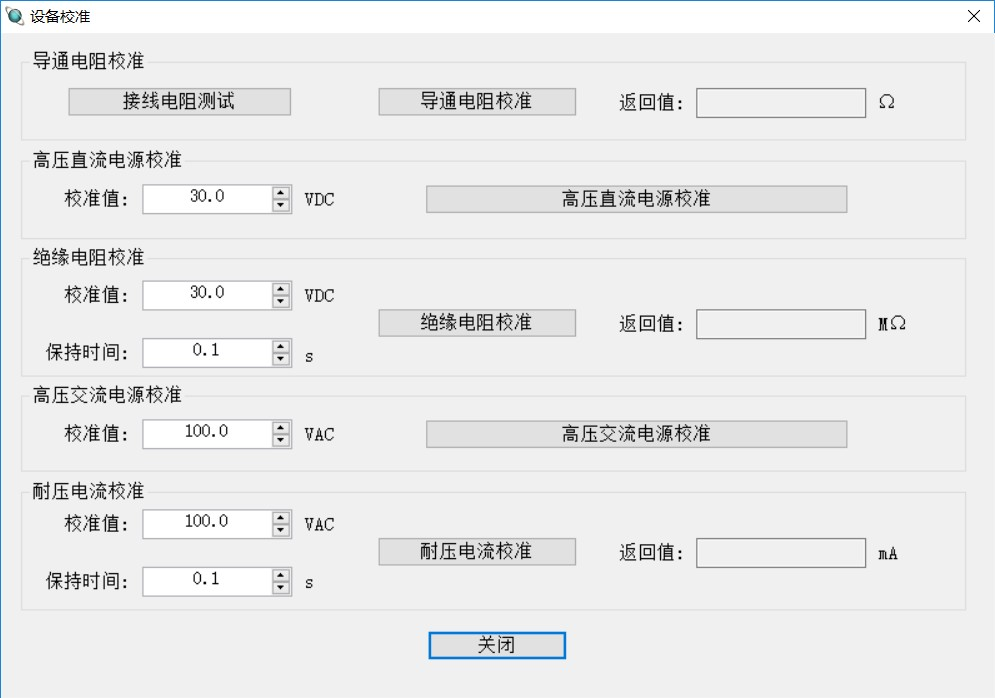 设备校准
导通电阻校准
接线电阻测试 导通电阻校准 返回值: Ω
高压直流电源校准
校准值: 30.0 VDC 高压直流电源校准
绝缘电阻校准
校准值: 30.0 VDC
绝缘电阻校准 返回值: MΩ
保持时间: 0.1 s
高压交流电源校准
校准值: 100.0 VAC 高压交流电源校准
耐压电流校准
校准值: 100.0 VAC
耐压电流校准 返回值: mA
保持时间: 0.1 s
关闭